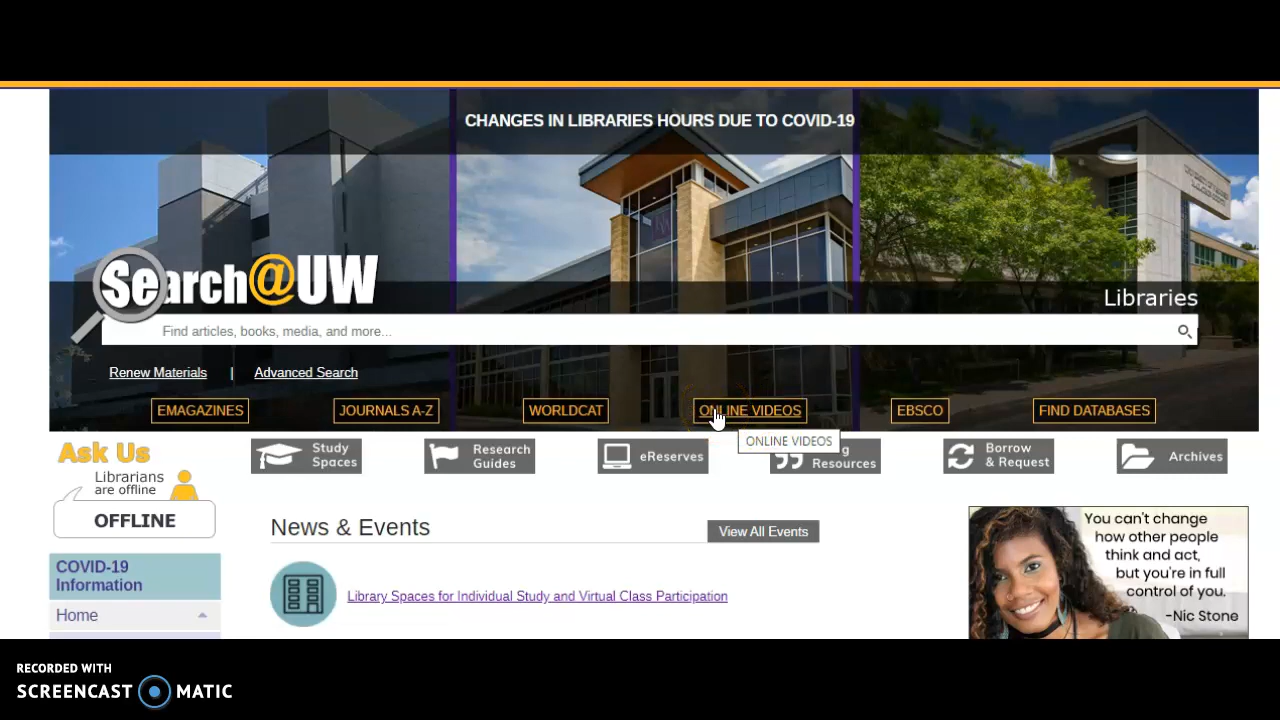 CHANGES IN LIBRARIES HOURS DUE TO COVID-19
Search@UW
Libraries
Find articles, books, media, and more...
Renew Materials | Advanced Search
EMAGAZINES JOURNALS A-Z WORLDCAT ONLINE VIDEOS EBSCO FIND DATABASES
ONLINE VIDEOS
Ask Us
Librarians
are offline
OFFLINE
Study
Spaces
Research
Guides
eReserves
Resources
Borrow
& Request
Archives
News & Events
View All Events
Library Spaces for Individual Study and Virtual Class Participation
COVID-19
Information
Home
You can't change
how other people
think and act,
but you're in full
control of you.
-Nic Stone
RECORDED WITH
SCREENCAST MATIC